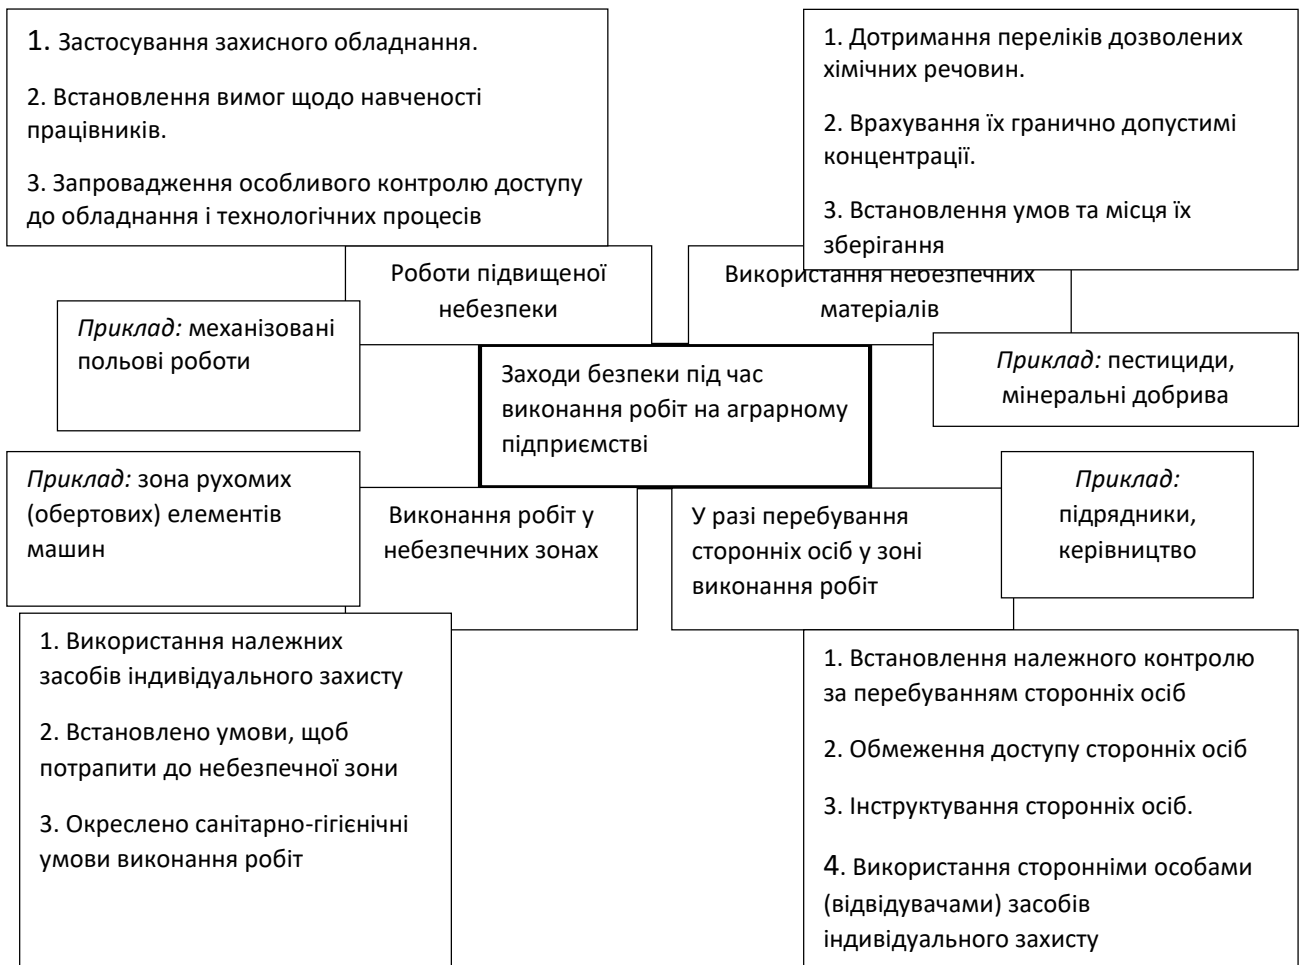 1. Застосування захисного обладнання.
2. Встановлення вимог щодо навченості
працівників.
3. Запровадження особливого контролю доступу
до обладнання і технологічних процесів
1. Дотримання переліків дозволених
хімічних речовин.
2. Врахування їх гранично допустимі
концентрації.
3. Встановлення умов та місця їх
зберігання
Роботи підвищеної
небезпеки
Використання небезпечних
матеріалів
Приклад: механізовані
польові роботи
Приклад: пестициди,
мінеральні добрива
Заходи безпеки під час
виконання робіт на аграрному
підприємстві
Приклад: зона рухомих
(обертових) елементів
машин
Виконання робіт у
небезпечних зонах
У разі перебування
сторонніх осіб у зоні
виконання робіт
Приклад:
підрядники,
керівництво
1. Використання належних
засобів індивідуального захисту
2. Встановлено умови, щоб
потрапити до небезпечної зони
3. Окреслено санітарно-гігієнічні
умови виконання робіт
1. Встановлення належного контролю
за перебуванням сторонніх осіб
2. Обмеження доступу сторонніх осіб
3. Інструктування сторонніх осіб.
4. Використання сторонніми особами
(відвідувачами) засобів
індивідуального захисту